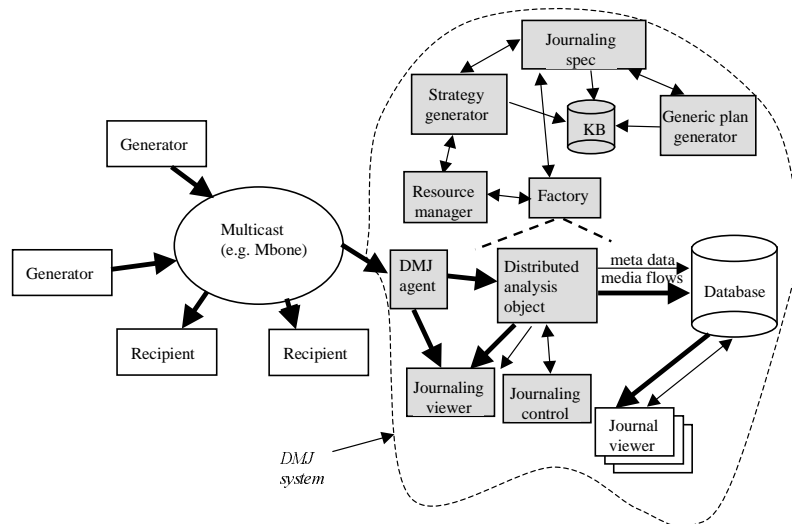 Journaling
spec
Strategy
generator
KB
Generic plan
generator
Generator
Resource
manager
Factory
Multicast
(e.g. Mbone)
Generator
DMJ
agent
Distributed
analysis
object
meta data
media flows
Database
Recipient
Recipient
Journaling
viewer
Journaling
control
Journal
viewer
DMJ
system